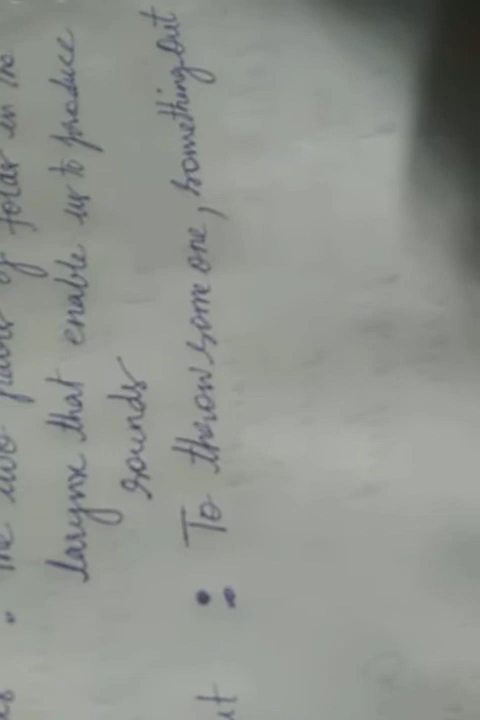 : The two pairs of folds in the
larynx that enable us to produce
sounds
: To throw some one, something out